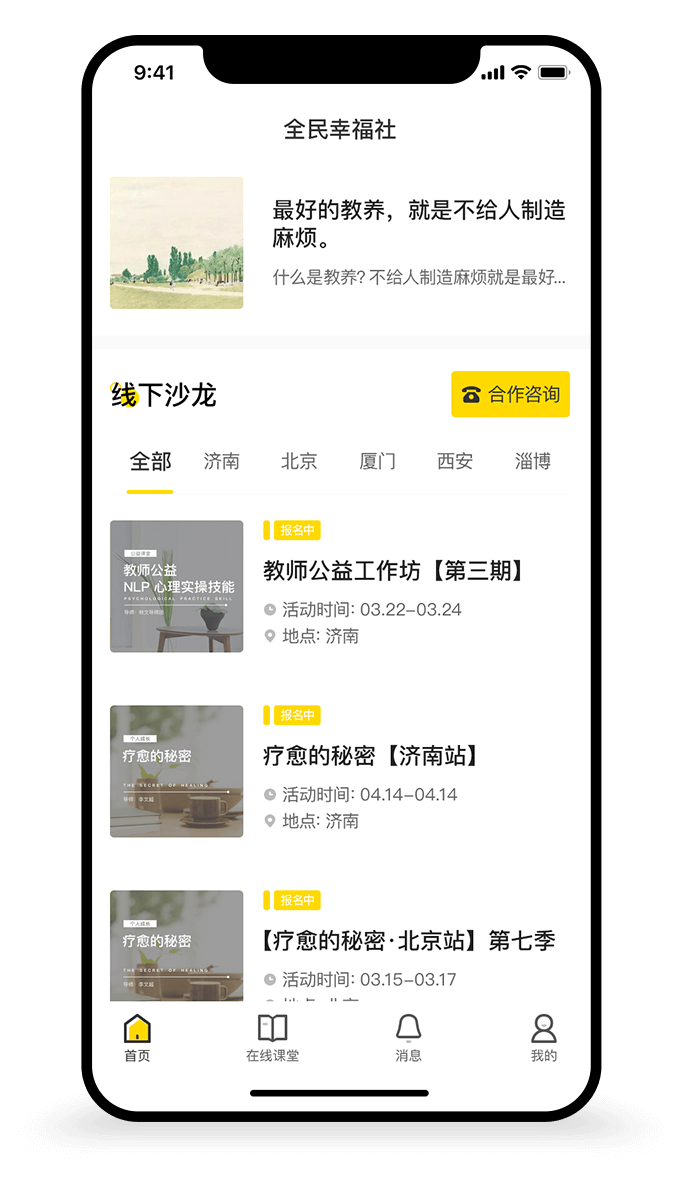 9:41
全民幸福社
最好的教养，就是不给人制造
麻烦。
什么是教养? 不给人制造麻烦就是最好...
线下沙龙
合作咨询
全部 济南 北京 厦门 西安 淄博
报名中
公益课堂
教师公益
NLP 心理实操技能
PSYCHOLOGICAL PRACTICE SKILL
教师公益工作坊【第三期】
活动时间: 03.22-03.24
地点: 济南
报名中
个人成长
疗愈的秘密
THE SECRET OF HEALING
导师: 李文超
疗愈的秘密【济南站】
活动时间: 04.14-04.14
地点: 济南
报名中
个人成长
疗愈的秘密
THE SECRET OF HEALING
导师: 李文超
【疗愈的秘密·北京站】第七季
活动时间: 03.15-03.17
首页 在线课堂 消息 我的